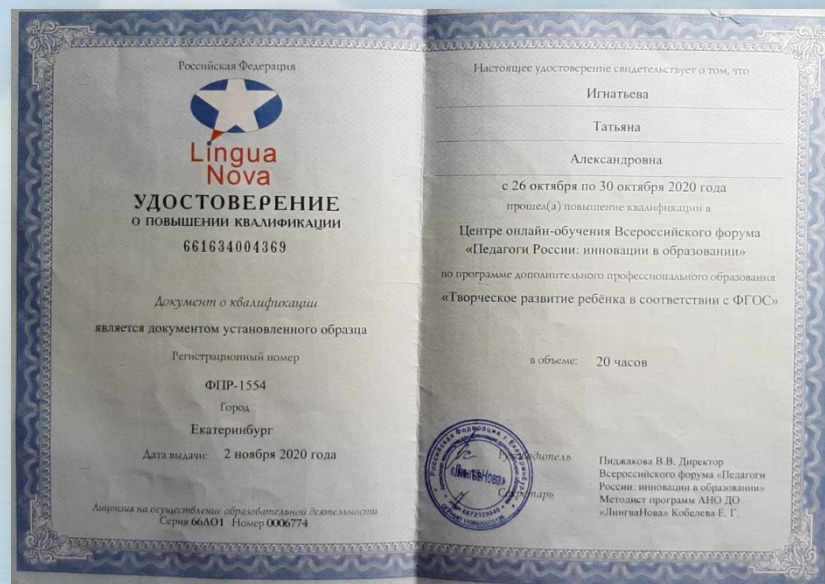 Российская Федерация
Lingua
Nova
УДОСТОВЕРЕНИЕ
О ПОВЫШЕНИИ КВАЛИФИКАЦИИ
661634004369
Документ о квалификации
является документом установленного образца
Регистрационный номер
ФПР-1554
Город
Екатеринбург
Дата выдачи: 2 ноября 2020 года
Лицензия на осуществление образовательной деятельности
Серия 66Л01 Номер 0006774
Настоящее удостоверение свидетельствует о том, что
Игнатьева
Татьяна
Александровна
с 26 октября по 30 октября 2020 года
прошел(а) повышение квалификации в
Центре онлайн-обучения Всероссийского форума
«Педагоги России: инновации в образовании»
по программе дополнительного профессионального образования
«Творческое развитие ребёнка в соответствии с ФГОС»
в объеме: 20 часов
Руководитель
Секретарь
Пиджакова В.В. Директор
Всероссийского форума «Педагоги
России: инновации в образовании»
Методист программ АНО ДО
«ЛингваНова» Кобелева Е. Г.
Российская Федерация г. Екатеринбург
«ЛингваНова»